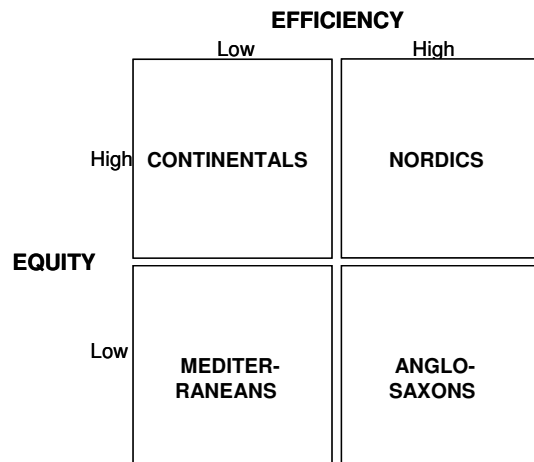 EFFICIENCY
Low High
High CONTINENTALS NORDICS
EQUITY
Low
MEDITER- ANGLO-
RANEANS SAXONS